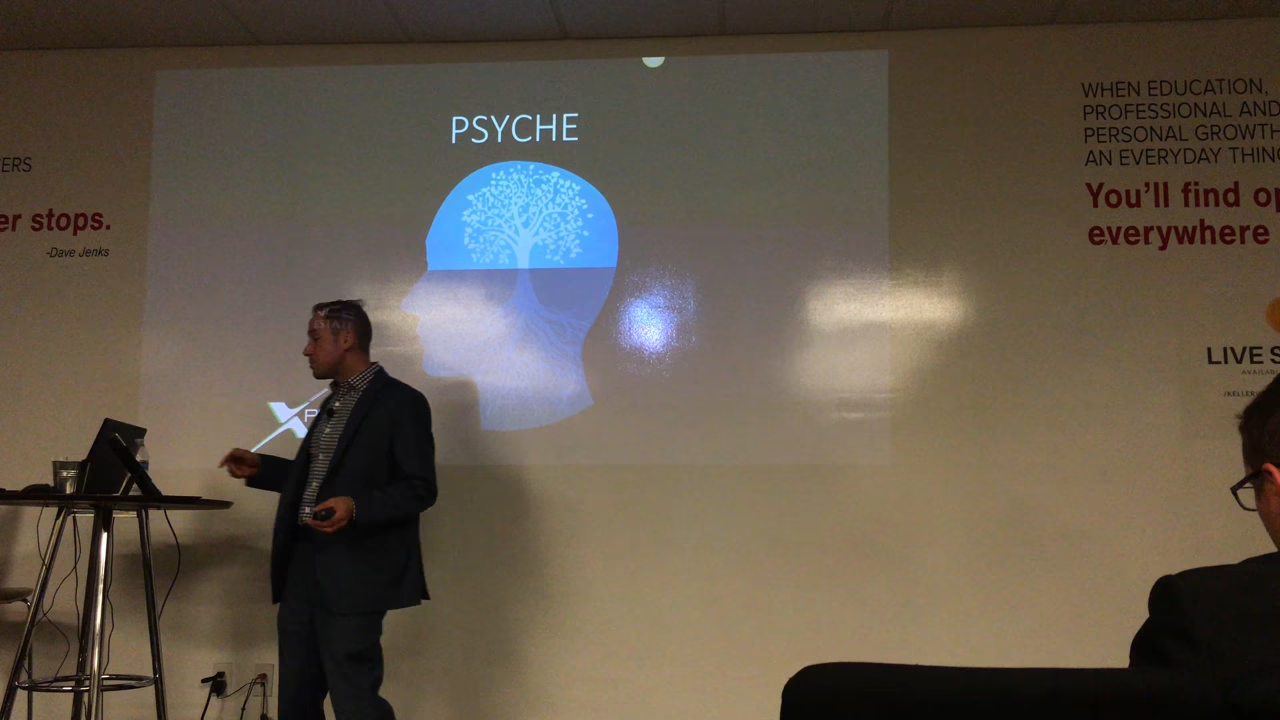 ERS
er stops.
-Dave Jenks
PSYCHE
WHEN EDUCATION,
PROFESSIONAL AND
PERSONAL GROWTH
AN EVERYDAY THING
You'll find op
everywhere
LIVE S